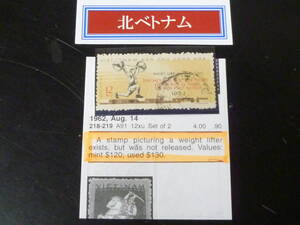 北ベトナム
12
1962, Aug. 14
218-219 A91 12xu Set of 2 4.00 .90
A stamp picturing a weight lifter
exists, but was not released. Values:
mint $120; used $130.